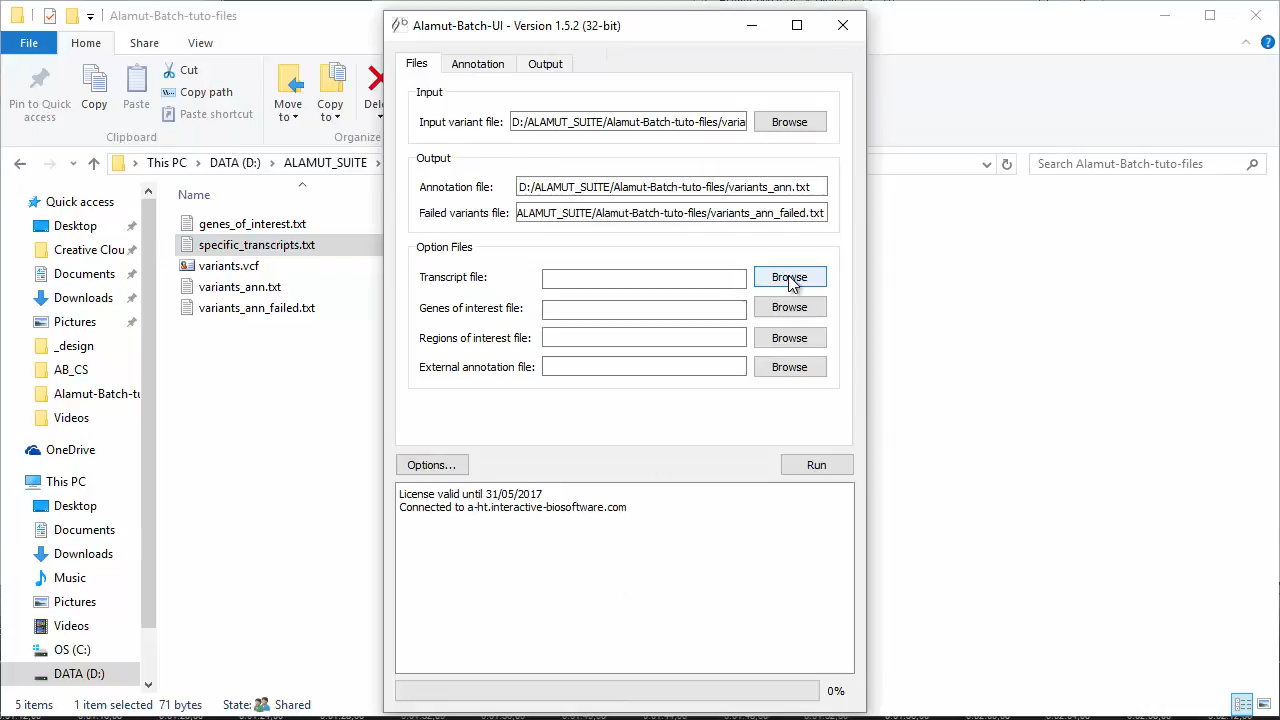 Alamut-Batch-tuto-files
File
Home
Share
View
Pin to Quick
access
Copy
Paste
Cut
Copy path
Paste shortcut
Clipboard
Move
to
Copy
to
Organize
This PC
DATA (D:)
ALAMUT_SUITE
Search Alamut-Batch-tuto-files
Quick access
Desktop
Creative Clou
Documents
Downloads
Pictures
_design
AB_CS
Alamut-Batch-tu
Videos
OneDrive
This PC
Desktop
Documents
Downloads
Music
Pictures
Videos
OS (C:)
DATA (D:)
Name
genes_of_interest.txt
specific_transcripts.txt
variants.vcf
variants_ann.txt
variants_ann_failed.txt
5 items
1 item selected
71 bytes
State:
Shared
Alamut-Batch-UI - Version 1.5.2 (32-bit)
Files
Annotation
Output
Input
Input variant file:
D:/ALAMUT_SUITE/Alamut-Batch-tuto-files/varia
Browse
Output
Annotation file:
D:/ALAMUT_SUITE/Alamut-Batch-tuto-files/variants_ann.txt
Failed variants file:
ALAMUT_SUITE/Alamut-Batch-tuto-files/variants_ann_failed.txt
Option Files
Transcript file:
Browse
Genes of interest file:
Browse
Regions of interest file:
Browse
External annotation file:
Browse
Options...
Run
License valid until 31/05/2017
Connected to a-ht.interactive-biosoftware.com
0%